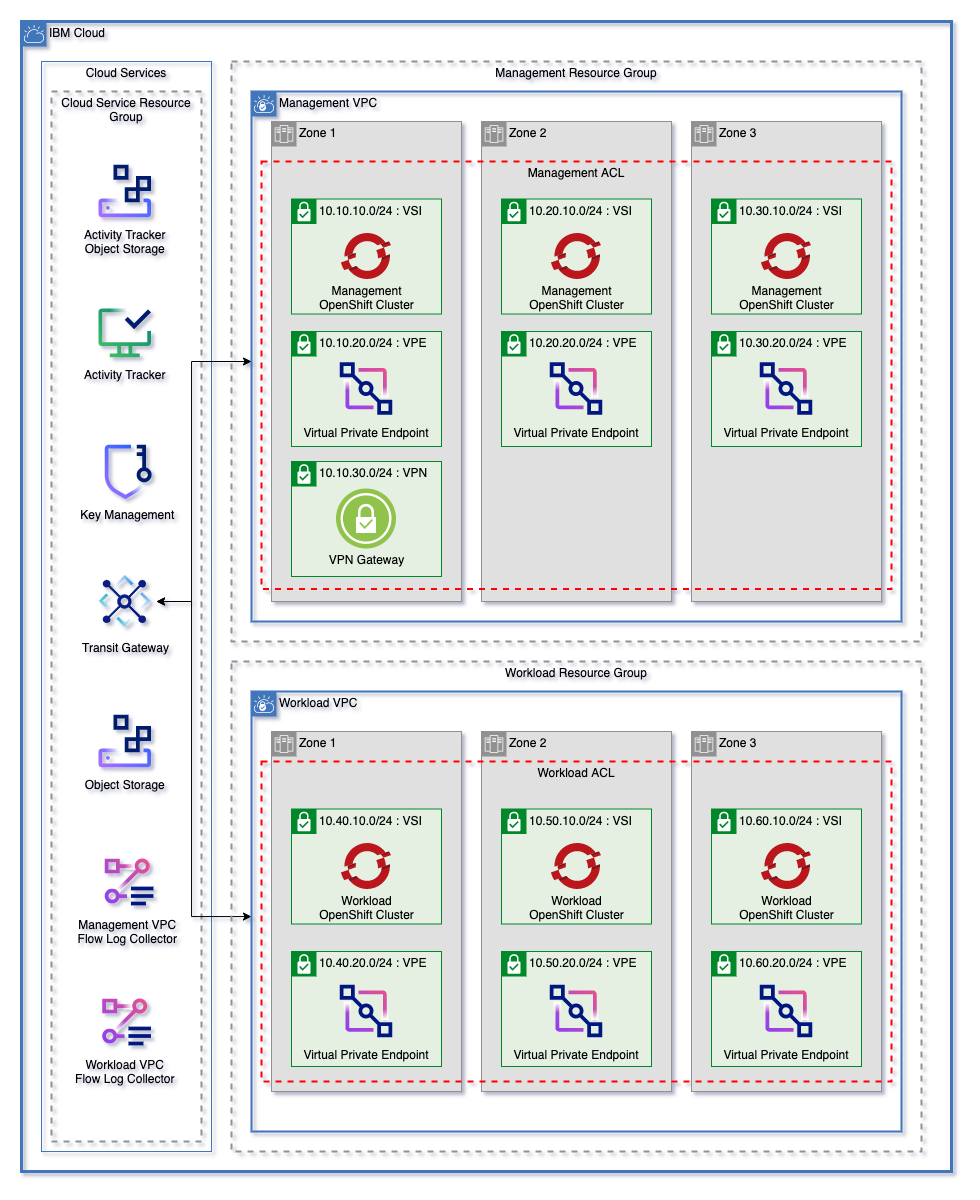 IBM Cloud
Cloud Services
Cloud Service Resource
Group
Activity Tracker
Object Storage
Activity Tracker
Key Management
Transit Gateway
Object Storage
Management VPC
Flow Log Collector
Workload VPC
Flow Log Collector
Management Resource Group
Management VPC
Zone 1
Zone 2
Zone 3
Management ACL
10.10.10.0/24 : VSI
Management
OpenShift Cluster
10.20.10.0/24 : VSI
Management
OpenShift Cluster
10.30.10.0/24 : VSI
Management
OpenShift Cluster
10.10.20.0/24 : VPE
Virtual Private Endpoint
10.20.20.0/24 : VPE
Virtual Private Endpoint
10.30.20.0/24 : VPE
Virtual Private Endpoint
10.10.30.0/24 : VPN
VPN Gateway
Workload Resource Group
Workload VPC
Zone 1
Zone 2
Zone 3
Workload ACL
10.40.10.0/24 : VSI
Workload
OpenShift Cluster
10.50.10.0/24 : VSI
Workload
OpenShift Cluster
10.60.10.0/24 : VSI
Workload
OpenShift Cluster
10.40.20.0/24 : VPE
Virtual Private Endpoint
10.50.20.0/24 : VPE
Virtual Private Endpoint
10.60.20.0/24 : VPE
Virtual Private Endpoint